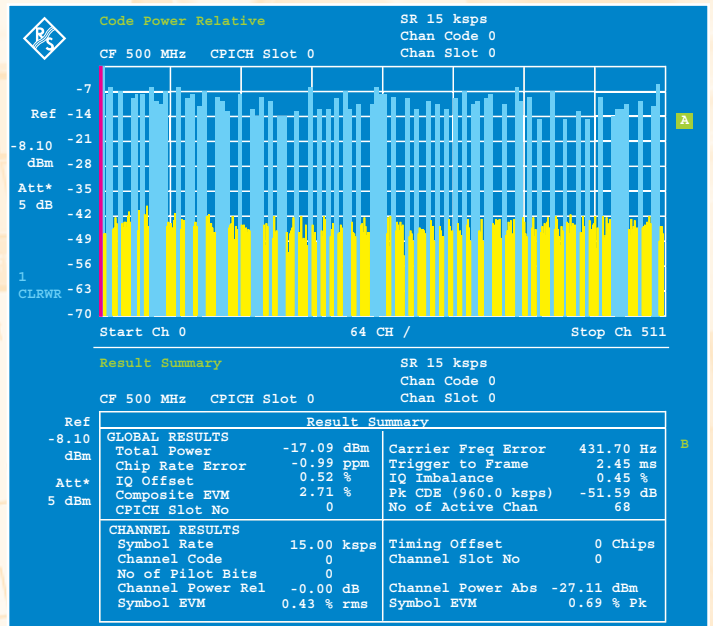 R&S
Code Power Relative
SR 15 ksps
Chan Code 0
CF 500 MHz CPICH Slot 0 Chan Slot 0
Ref
-8.10
dBm
Att*
5 dB
1
CLRWR
-7
-14
-21
-28
-35
-42
-49
-56
-63
-70
A
Start Ch 0 64 CH / Stop Ch 511
Result Summary
SR 15 ksps
Chan Code 0
CF 500 MHz CPICH Slot 0 Chan Slot 0
Ref
-8.10
dBm
Att*
5 dBm
B
Result Summary
GLOBAL RESULTS
Total Power -17.09 dBm Carrier Freq Error 431.70 Hz
Chip Rate Error -0.99 ppm Trigger to Frame 2.45 ms
IQ Offset 0.52 % IQ Imbalance 0.45 %
Composite EVM 2.71 % Pk CDE (960.0 ksps) -51.59 dB
CPICH Slot No 0 No of Active Chan 68
CHANNEL RESULTS
Symbol Rate 15.00 ksps Timing Offset 0 Chips
Channel Code 0 Channel Slot No 0
No of Pilot Bits 0
Channel Power Rel -0.00 dB Channel Power Abs -27.11 dBm
Symbol EVM 0.43 % rms Symbol EVM 0.69 % Pk